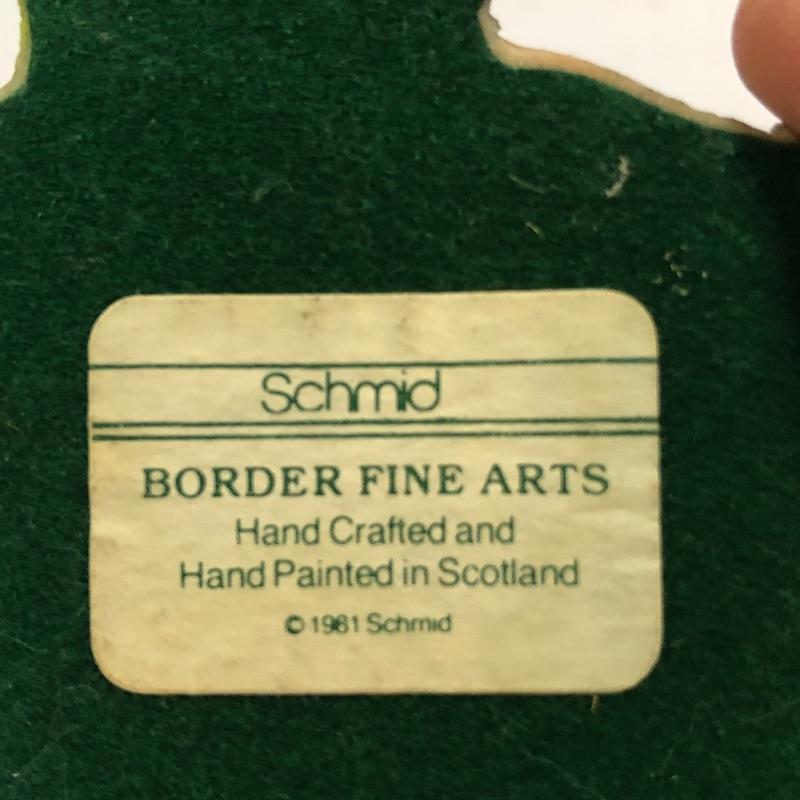 Schmid
BORDER FINE ARTS
Hand Crafted and
Hand Painted in Scotland
© 1981 Schmid